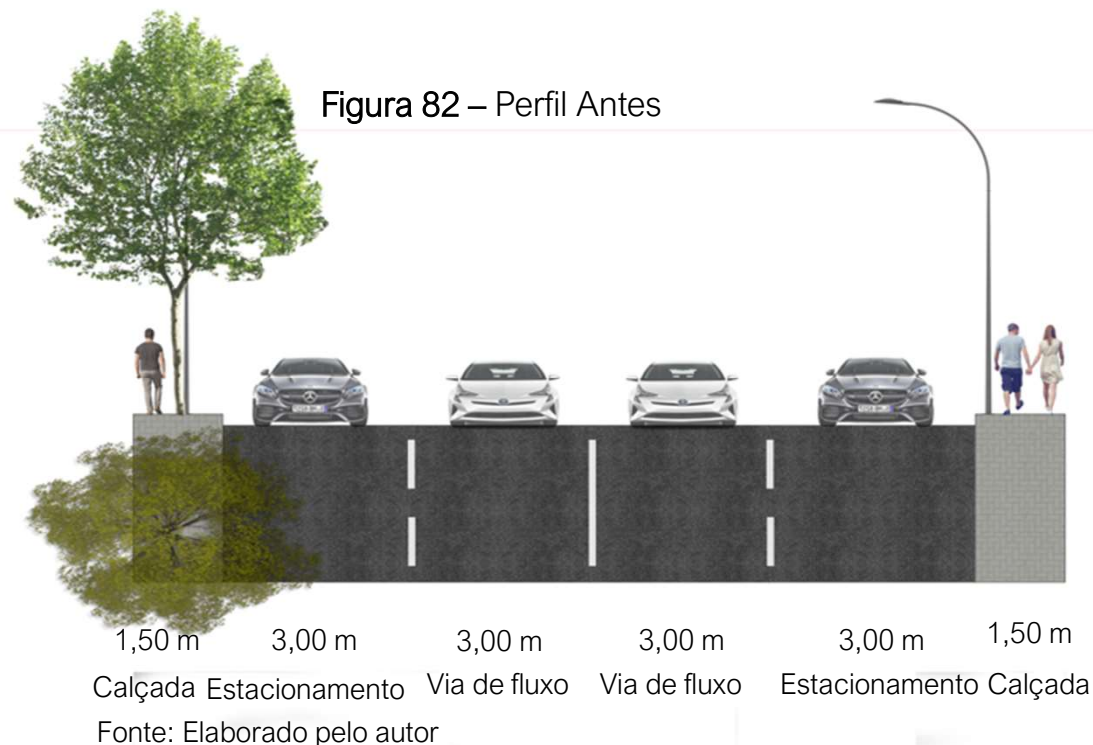 Figura 82 – Perfil Antes
1,50 m 3,00 m 3,00 m 3,00 m 3,00 m 1,50 m
Calçada Estacionamento Via de fluxo Via de fluxo Estacionamento Calçada
Fonte: Elaborado pelo autor